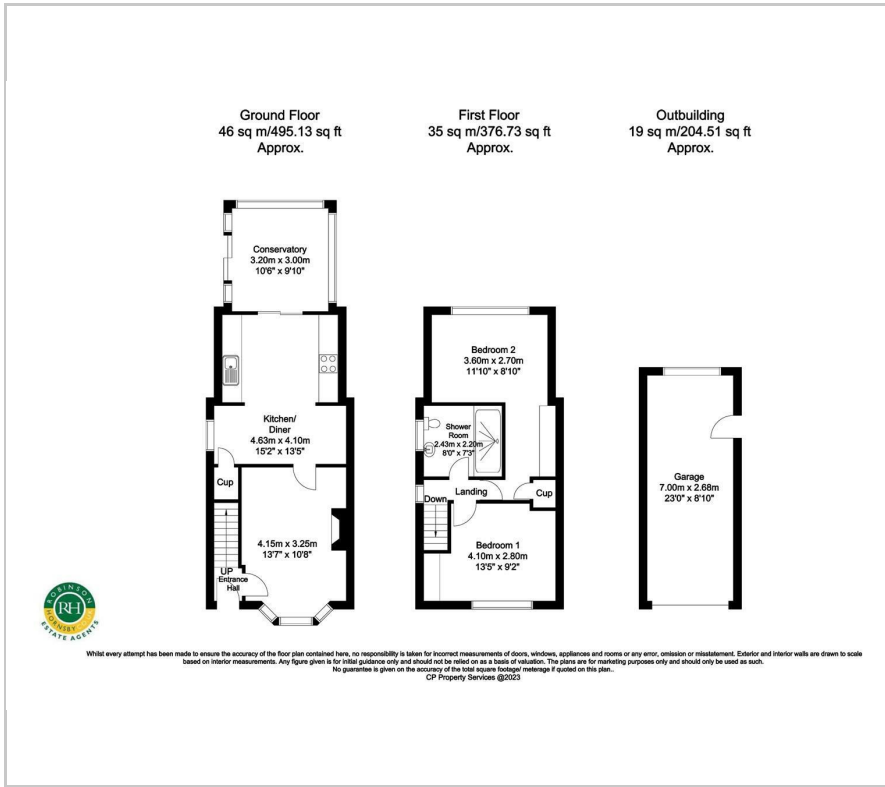 Ground Floor
46 sq m/495.13 sq ft
Approx.
First Floor
35 sq m/376.73 sq ft
Approx.
Outbuilding
19 sq m/204.51 sq ft
Approx.
Conservatory
3.20m x 3.00m
10'6" x 9'10"
Kitchen/
Diner
4.63m x 4.10m
15'2" x 13'5"
Cup
4.15m x 3.25m
13'7" x 10'8"
UP
Entrance
Hall
Bedroom 2
3.60m x 2.70m
11'10" x 8'10"
Shower
Room
2.43m x 2.20m
8'0" x 7'3"
Landing
Down
Cup
Bedroom 1
4.10m x 2.80m
13'5" x 9'2"
Garage
7.00m x 2.68m
23'0" x 8'10"
ROBINSON
HORNSBY
RH
ESTATE AGENTS
Whilst every attempt has been made to ensure the accuracy of the floor plan contained here, no responsibility is taken for incorrect measurements of doors, windows, appliances and rooms or any error, omission or misstatement. Exterior and interior walls are drawn to scale
based on interior measurements. Any figure given is for initial guidance only and should not be relied on as a basis of valuation. The plans are for marketing purposes only and should only be used as such.
No guarantee is given on the accuracy of the total square footage/ meterage if quoted on this plan..
CP Property Services @2023